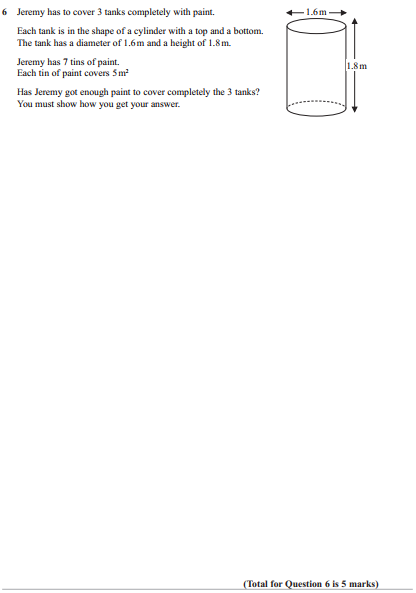 6 Jeremy has to cover 3 tanks completely with paint.
Each tank is in the shape of a cylinder with a top and a bottom.
The tank has a diameter of 1.6 m and a height of 1.8 m.
Jeremy has 7 tins of paint.
Each tin of paint covers 5 m²
Has Jeremy got enough paint to cover completely the 3 tanks?
You must show how you get your answer.
1.6 m
1.8 m
(Total for Question 6 is 5 marks)